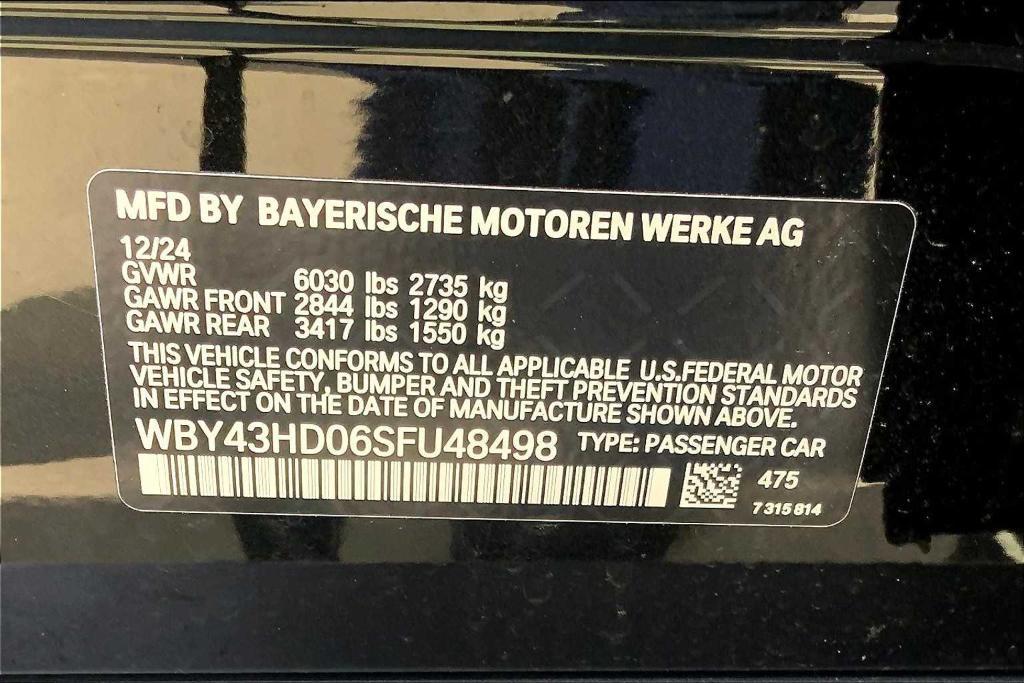 MFD BY BAYERISCHE MOTOREN WERKE AG
12/24
GVWR 6030 lbs 2735 kg
GAWR FRONT 2844 lbs 1290 kg
GAWR REAR 3417 lbs 1550 kg
THIS VEHICLE CONFORMS TO ALL APPLICABLE U.S.FEDERAL MOTOR
VEHICLE SAFETY, BUMPER AND THEFT PREVENTION STANDARDS
IN EFFECT ON THE DATE OF MANUFACTURE SHOWN ABOVE.
WBY43HD06SFU48498 TYPE: PASSENGER CAR
475
7 315 814